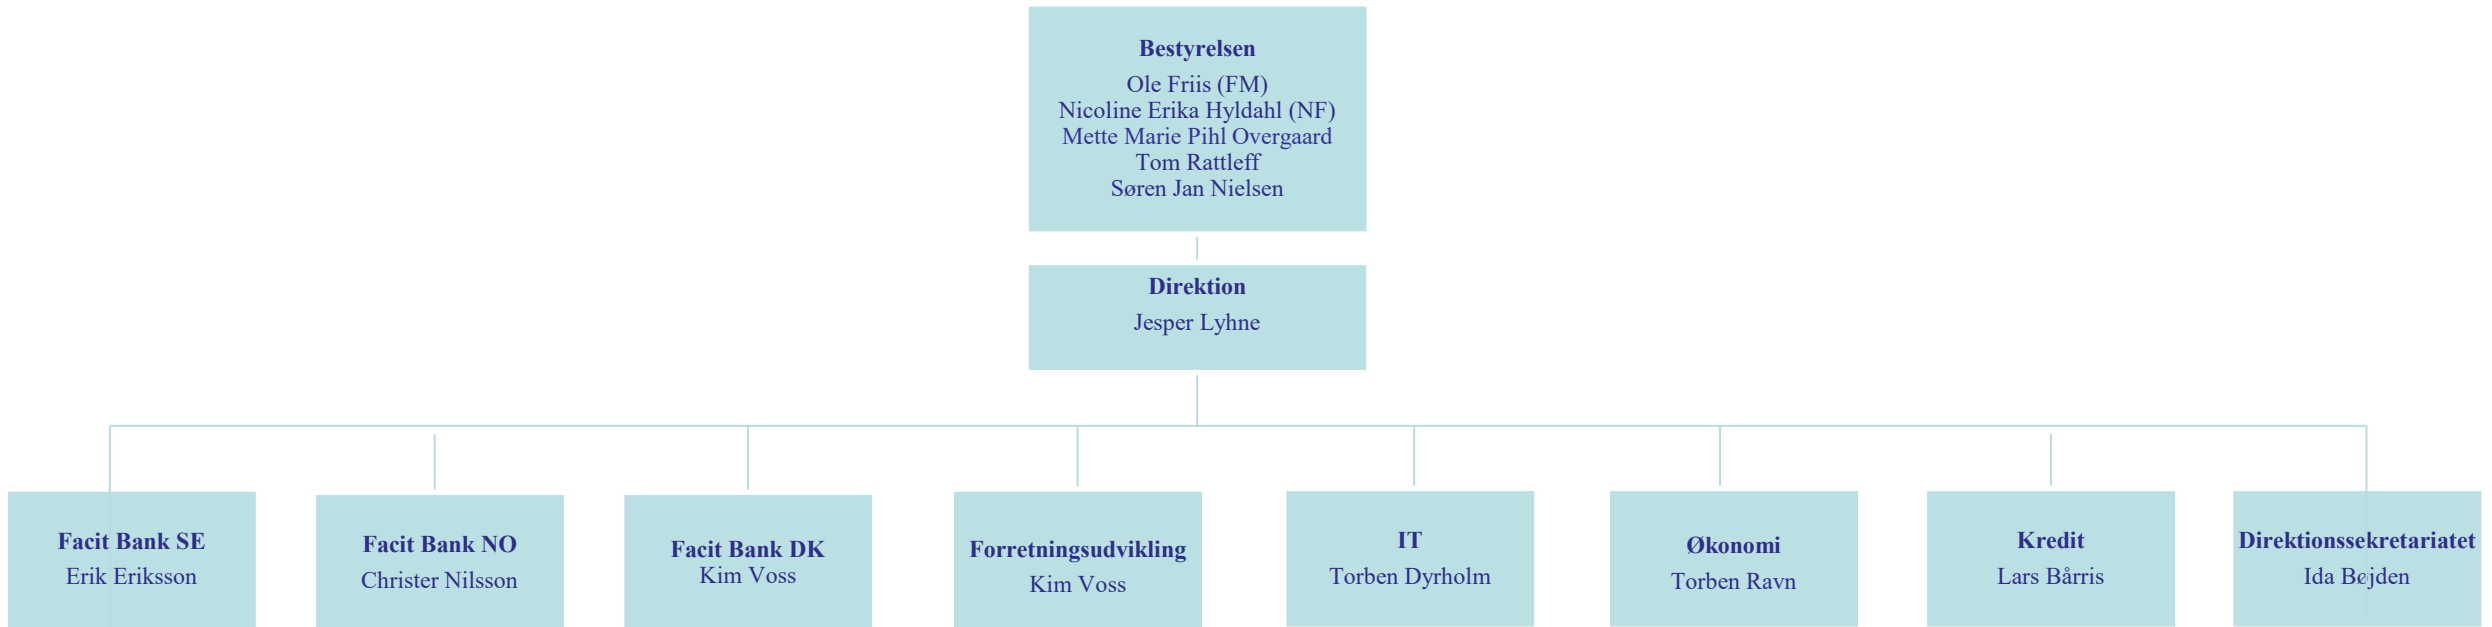 Bestyrelsen
Ole Friis (FM)
Nicoline Erika Hyldahl (NF)
Mette Marie Pihl Overgaard
Tom Rattleff
Søren Jan Nielsen
Direktion
Jesper Lyhne
Facit Bank SE
Erik Eriksson
Facit Bank NO
Christer Nilsson
Facit Bank DK
Kim Voss
Forretningsudvikling
Kim Voss
IT
Torben Dyrholm
Økonomi
Torben Ravn
Kredit
Lars Bårris
Direktionssekretariatet
Ida Bøjden